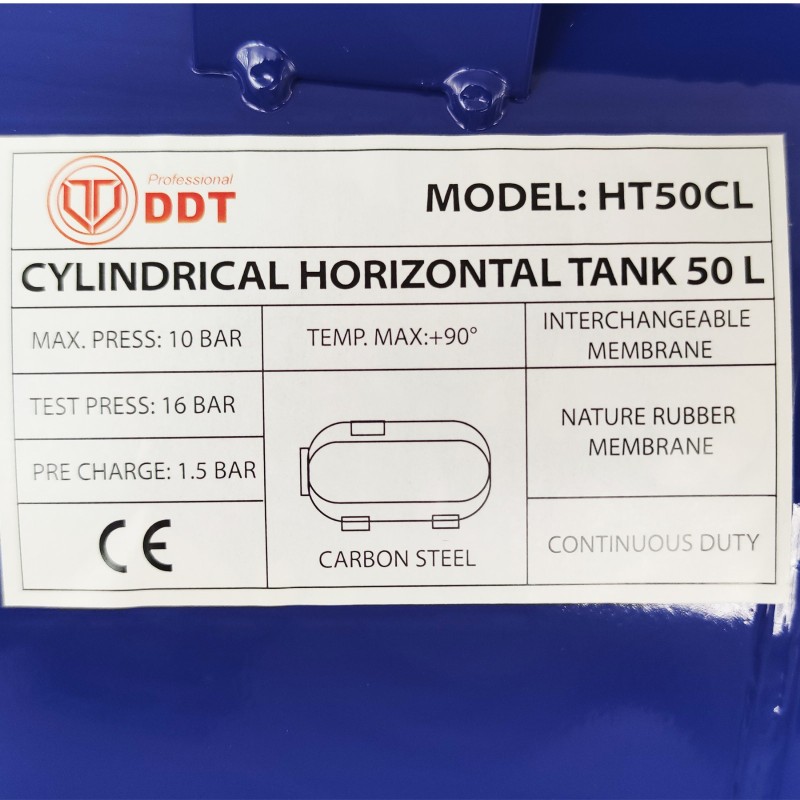 Professional
DDT
MODEL: HT50CL
CYLINDRICAL HORIZONTAL TANK 50 L
MAX. PRESS: 10 BAR
TEMP. MAX:+90°
INTERCHANGEABLE
MEMBRANE
TEST PRESS: 16 BAR
NATURE RUBBER
MEMBRANE
PRE CHARGE: 1.5 BAR
CE
CARBON STEEL
CONTINUOUS DUTY